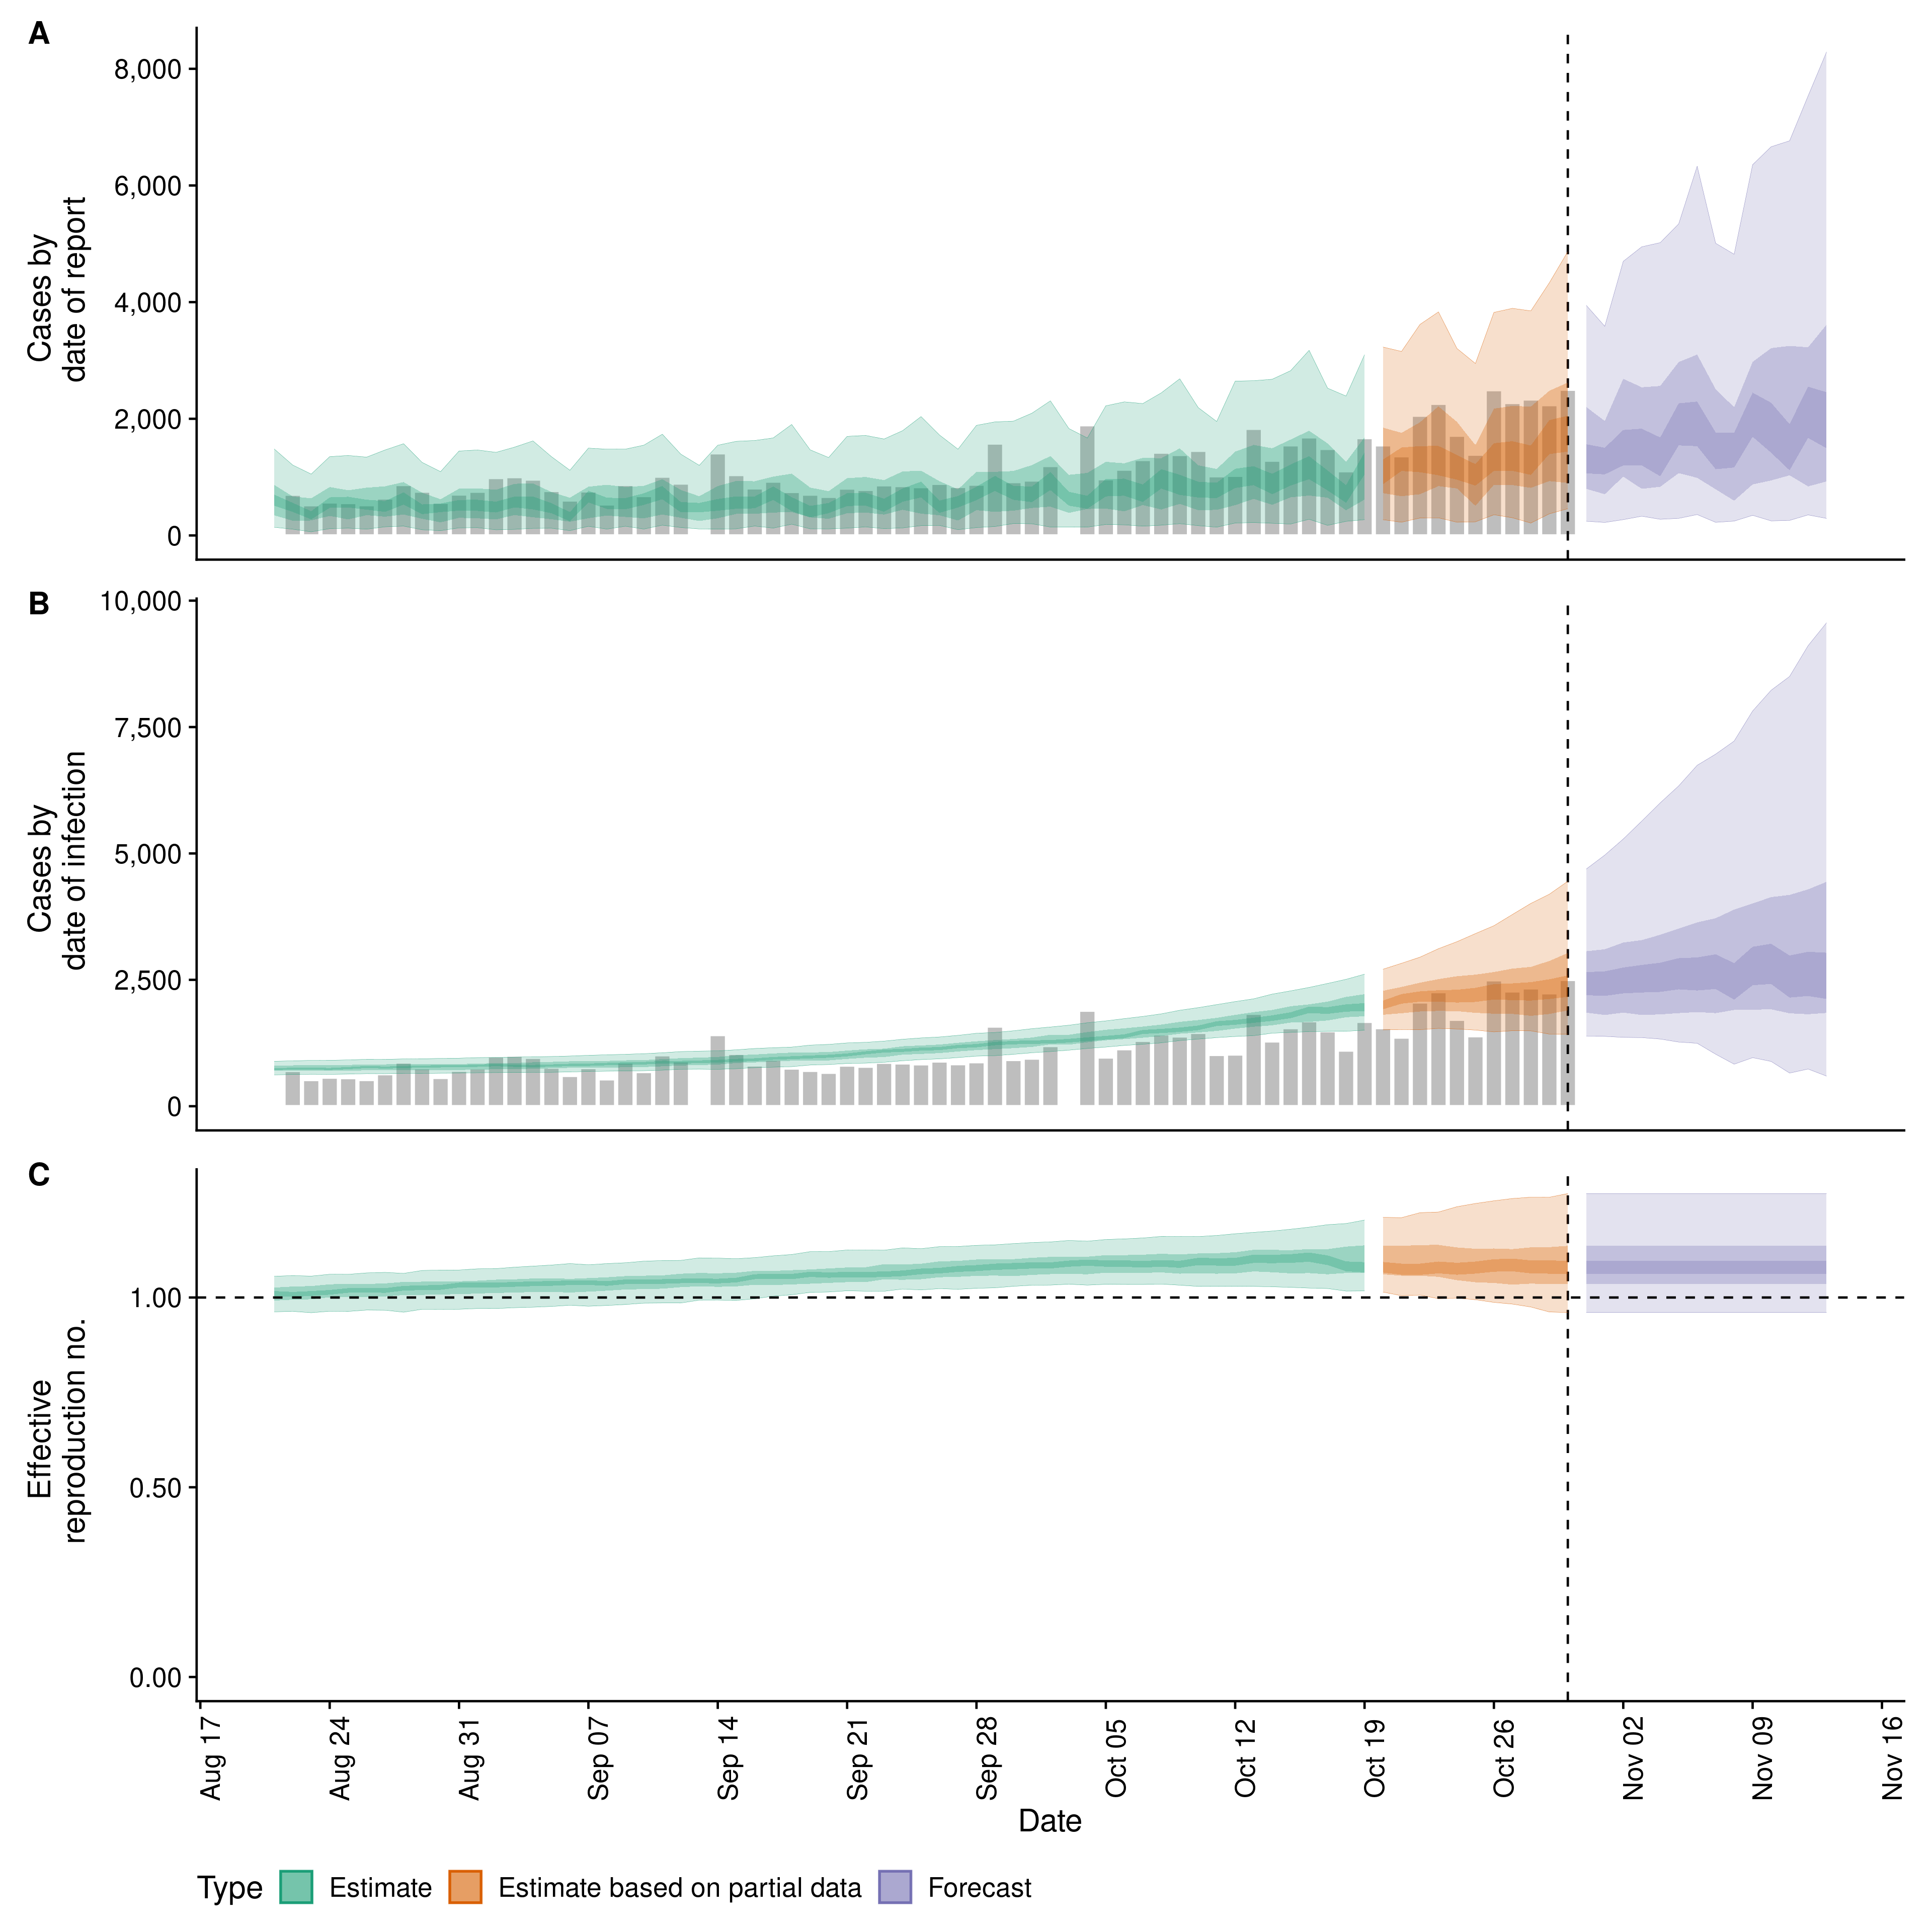 A
8,000
6,000
4,000
2,000
0
Cases by
date of report
B
10,000
7,500
5,000
2,500
0
Cases by
date of infection
C
1.00
0.50
0.00
Effective
reproduction no.
Aug 17
Aug 24
Aug 31
Sep 07
Sep 14
Sep 21
Sep 28
Oct 05
Oct 12
Oct 19
Oct 26
Nov 02
Nov 09
Nov 16
Date
Type Estimate Estimate based on partial data Forecast